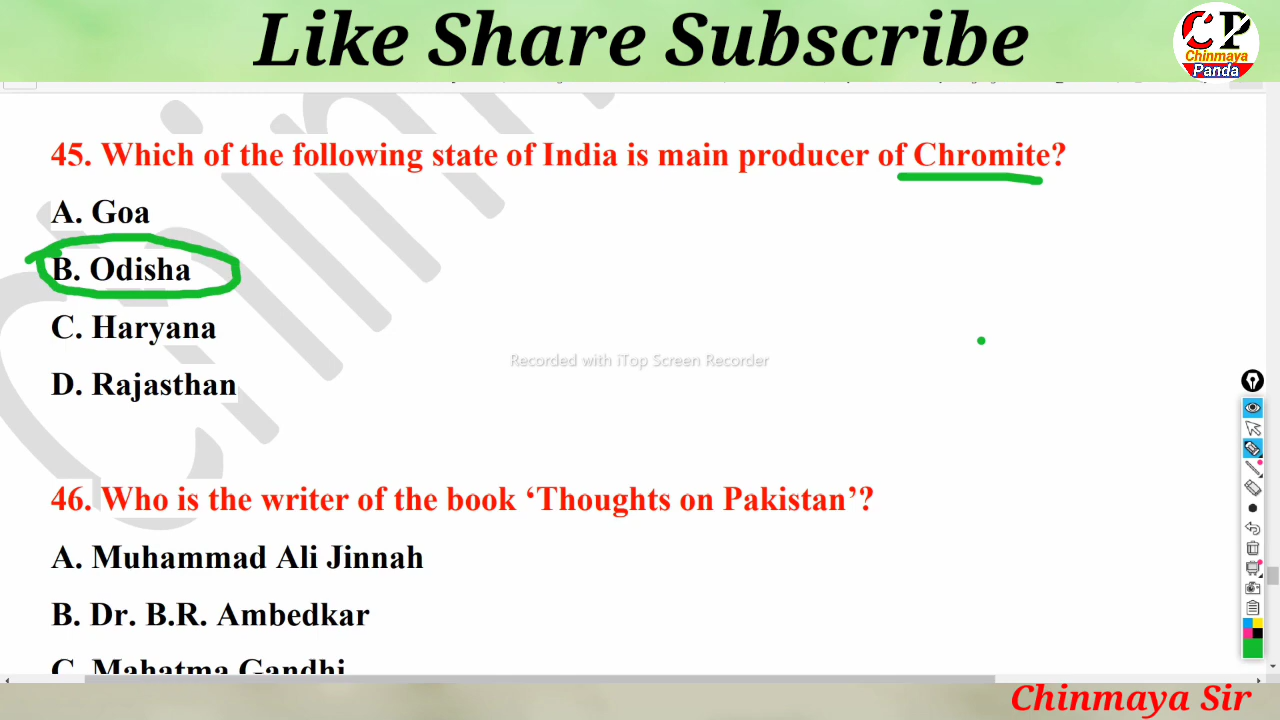 Like Share Subscribe
CP
Chinmaya
Panda
45. Which of the following state of India is main producer of Chromite?
A. Goa
B. Odisha
C. Haryana
Recorded with iTop Screen Recorder
D. Rajasthan
46. Who is the writer of the book ‘Thoughts on Pakistan’?
A. Muhammad Ali Jinnah
B. Dr. B.R. Ambedkar
C. Mahatma Gandhi
Chinmaya Sir